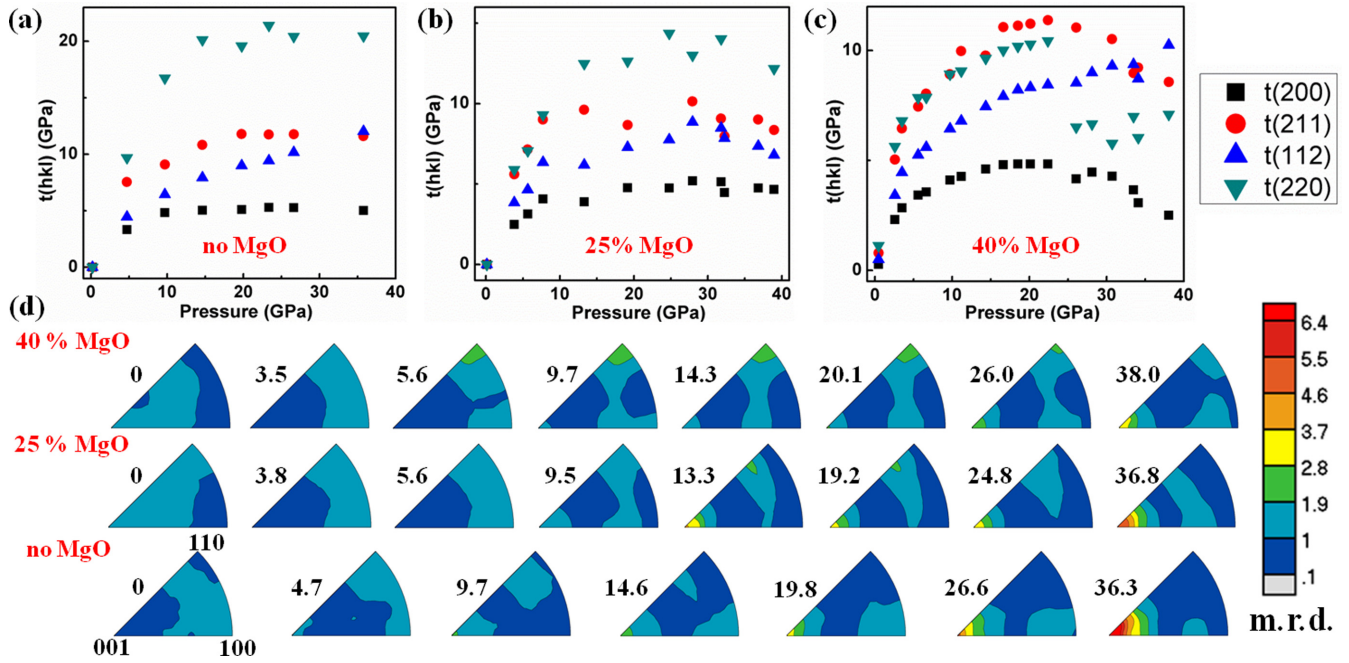 (a)
t(hkl) (GPa)
20
10
0
no MgO
0 10 20 30 40
Pressure (GPa)
(b)
t(hkl) (GPa)
10
0
25% MgO
0 10 20 30 40
Pressure (GPa)
(c)
t(hkl) (GPa)
10
0
40% MgO
0 10 20 30 40
Pressure (GPa)
t(200)
t(211)
t(112)
t(220)
(d)
40 % MgO
0 3.5 5.6 9.7 14.3 20.1 26.0 38.0
25 % MgO
0 3.8 5.6 9.5 13.3 19.2 24.8 36.8
110
no MgO
0 4.7 9.7 14.6 19.8 26.6 36.3
001 100
6.4
5.5
4.6
3.7
2.8
1.9
1
.1
m.r.d.